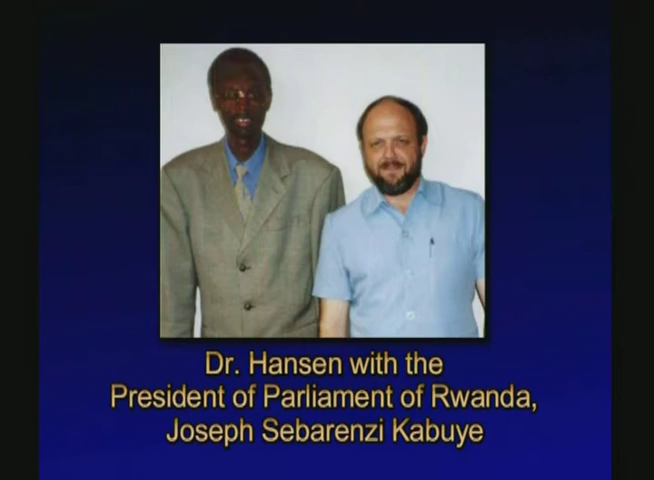 Dr. Hansen with the
President of Parliament of Rwanda,
Joseph Sebarenzi Kabuye